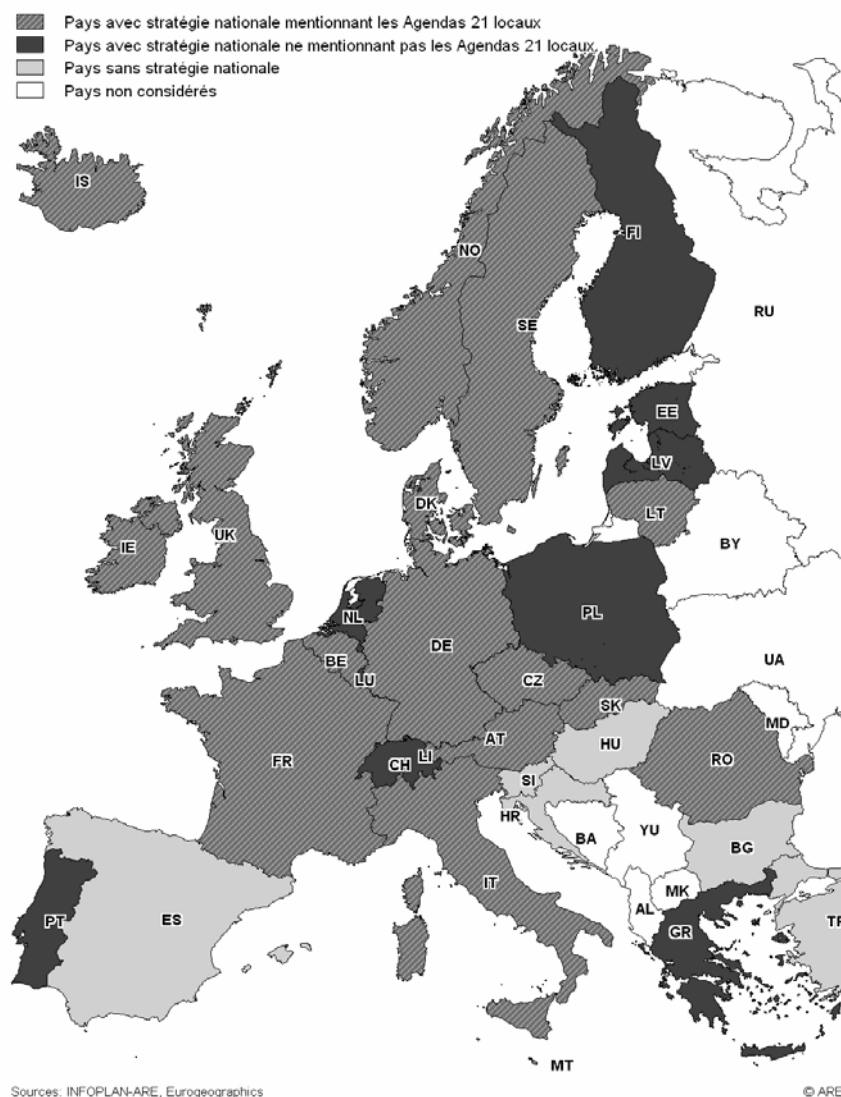 Pays avec stratégie nationale mentionnant les Agendas 21 locaux
Pays avec stratégie nationale ne mentionnant pas les Agendas 21 locaux
Pays sans stratégie nationale
Pays non considérés
IS
NO
FI
SE
RU
EE
LV
LT
DK
IE
UK
BY
NL
PL
BE
DE
LU
CZ
UA
SK
MD
FR
AT
HU
RO
CH
LI
SI
HR
BA
YU
BG
IT
MK
AL
GR
TR
PT
ES
MT
Sources: INFOPLAN-ARE, Eurogeographics
© ARE